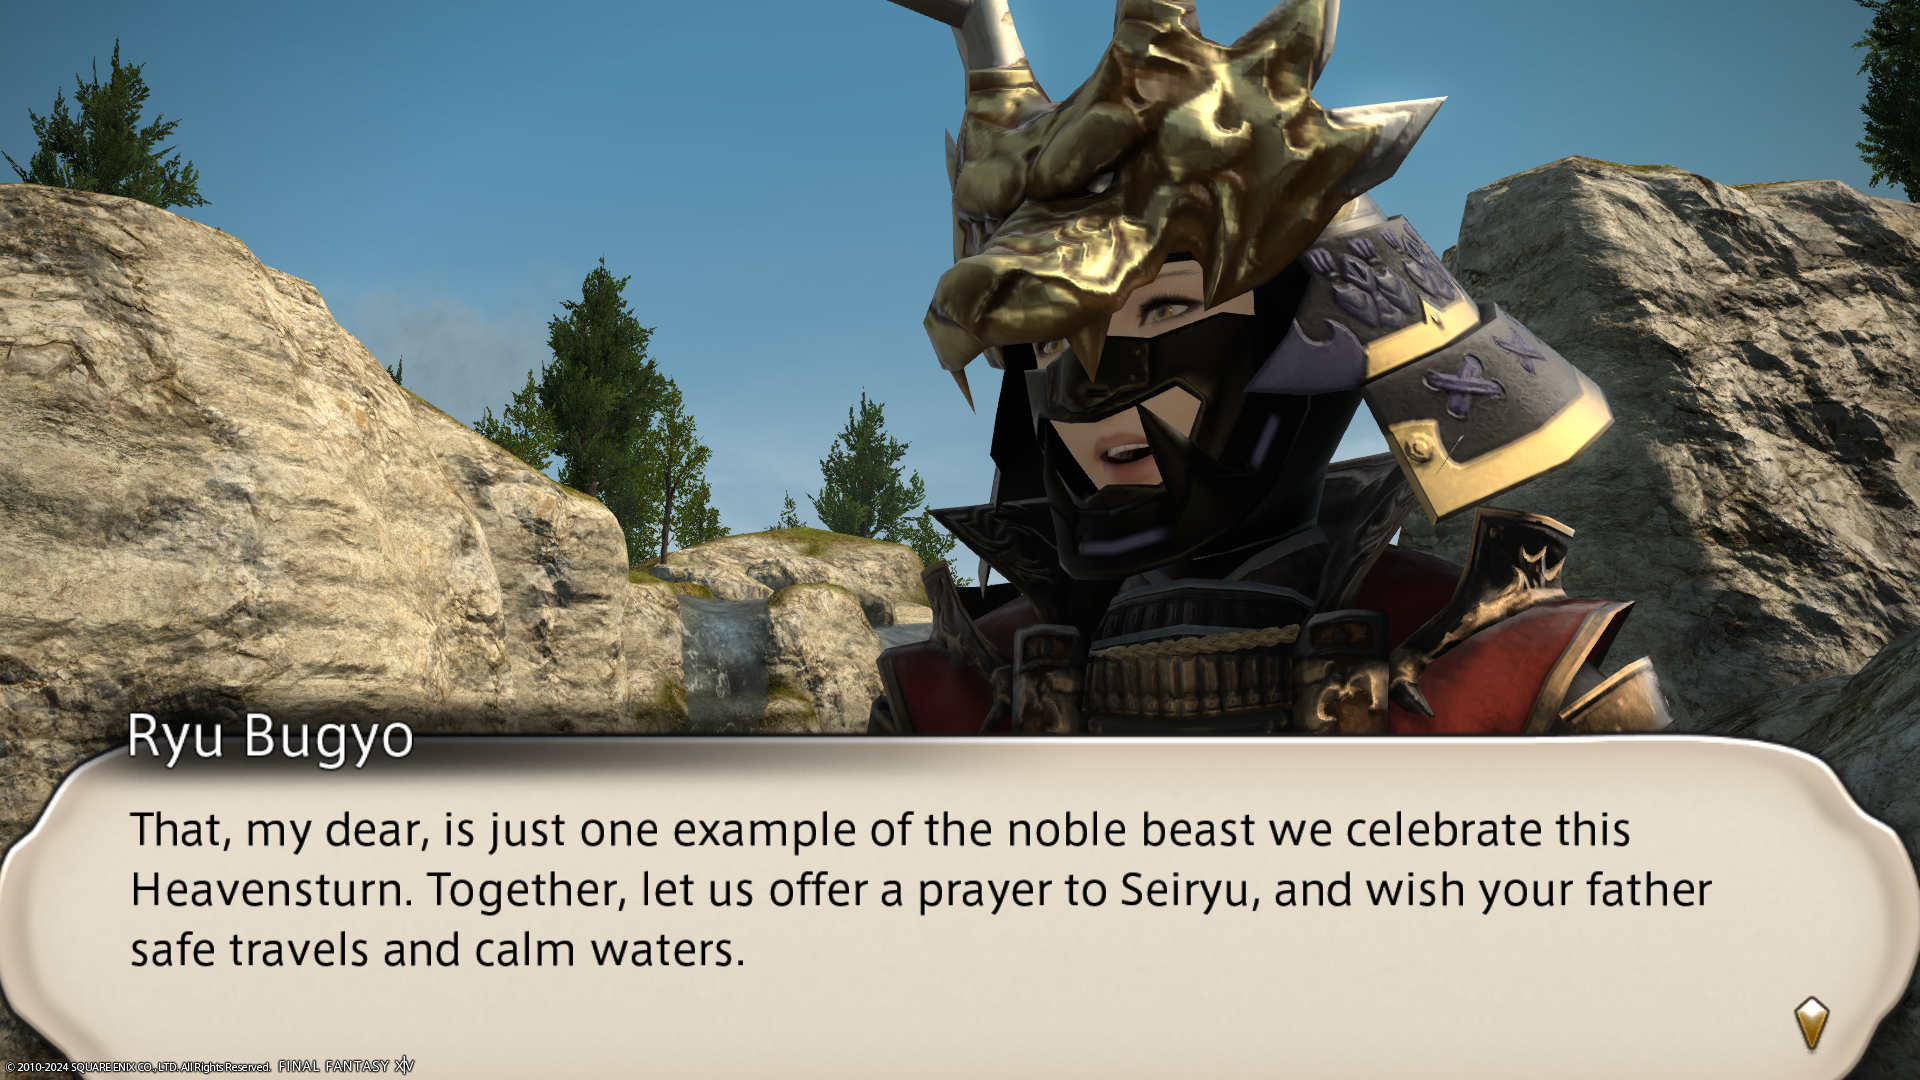 Ryu Bugyo
That, my dear, is just one example of the noble beast we celebrate this
Heavensturn. Together, let us offer a prayer to Seiryu, and wish your father
safe travels and calm waters.
© 2010-2024 SQUARE ENIX CO., LTD. All Rights Reserved. FINAL FANTASY XIV